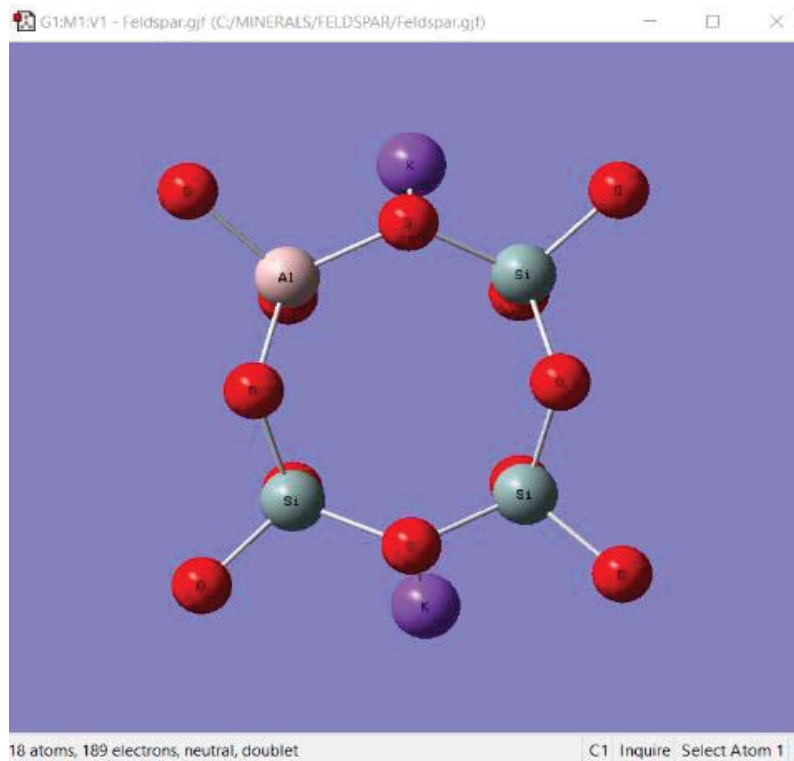 G1:M1:V1 - Feldspar.gjf (C:/MINERALS/FELDSPAR/Feldspar.gjf)
K
Al
Si
Si
Si
K
18 atoms, 189 electrons, neutral, doublet
C1 Inquire Select Atom 1